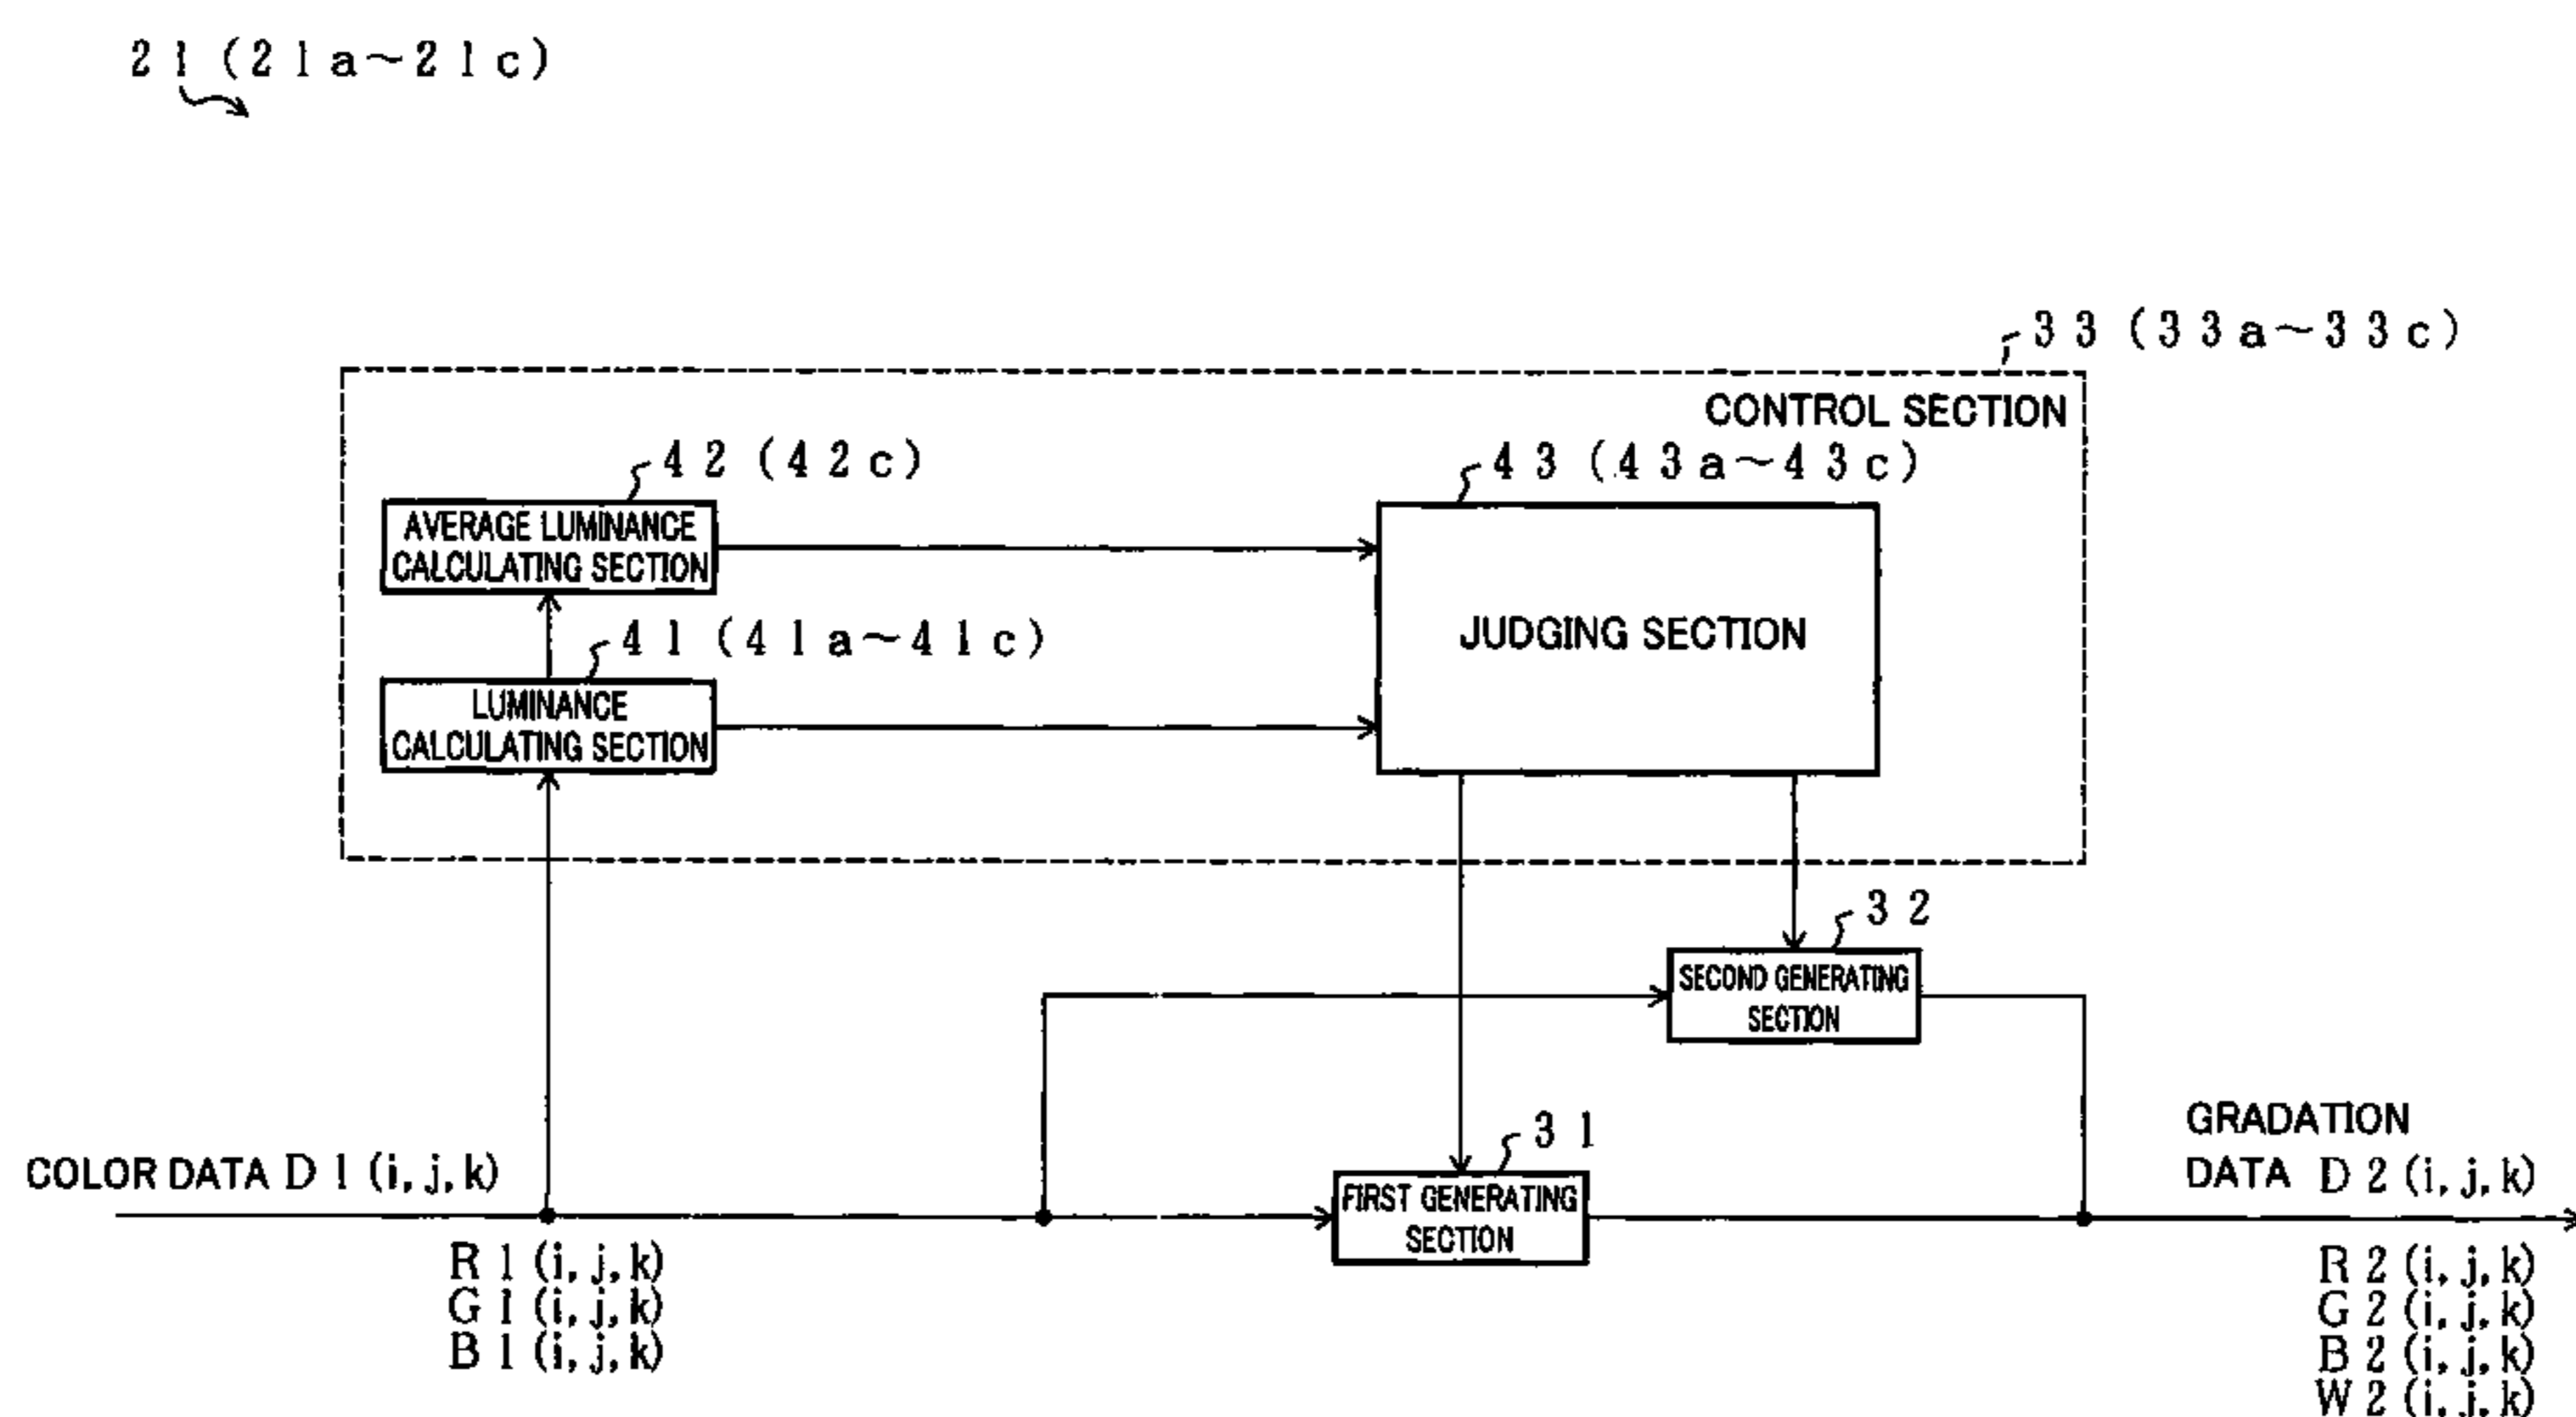 21 (21a~21c)
33 (33a~33c)
CONTROL SECTION
42 (42c)
43 (43a~43c)
AVERAGE LUMINANCE
CALCULATING SECTION
41 (41a~41c)
JUDGING SECTION
LUMINANCE
CALCULATING SECTION
32
SECOND GENERATING
SECTION
31
FIRST GENERATING
SECTION
COLOR DATA D1 (i, j, k)
R1 (i, j, k)
G1 (i, j, k)
B1 (i, j, k)
GRADATION
DATA D2 (i, j, k)
R2 (i, j, k)
G2 (i, j, k)
B2 (i, j, k)
W2 (i, j, k)